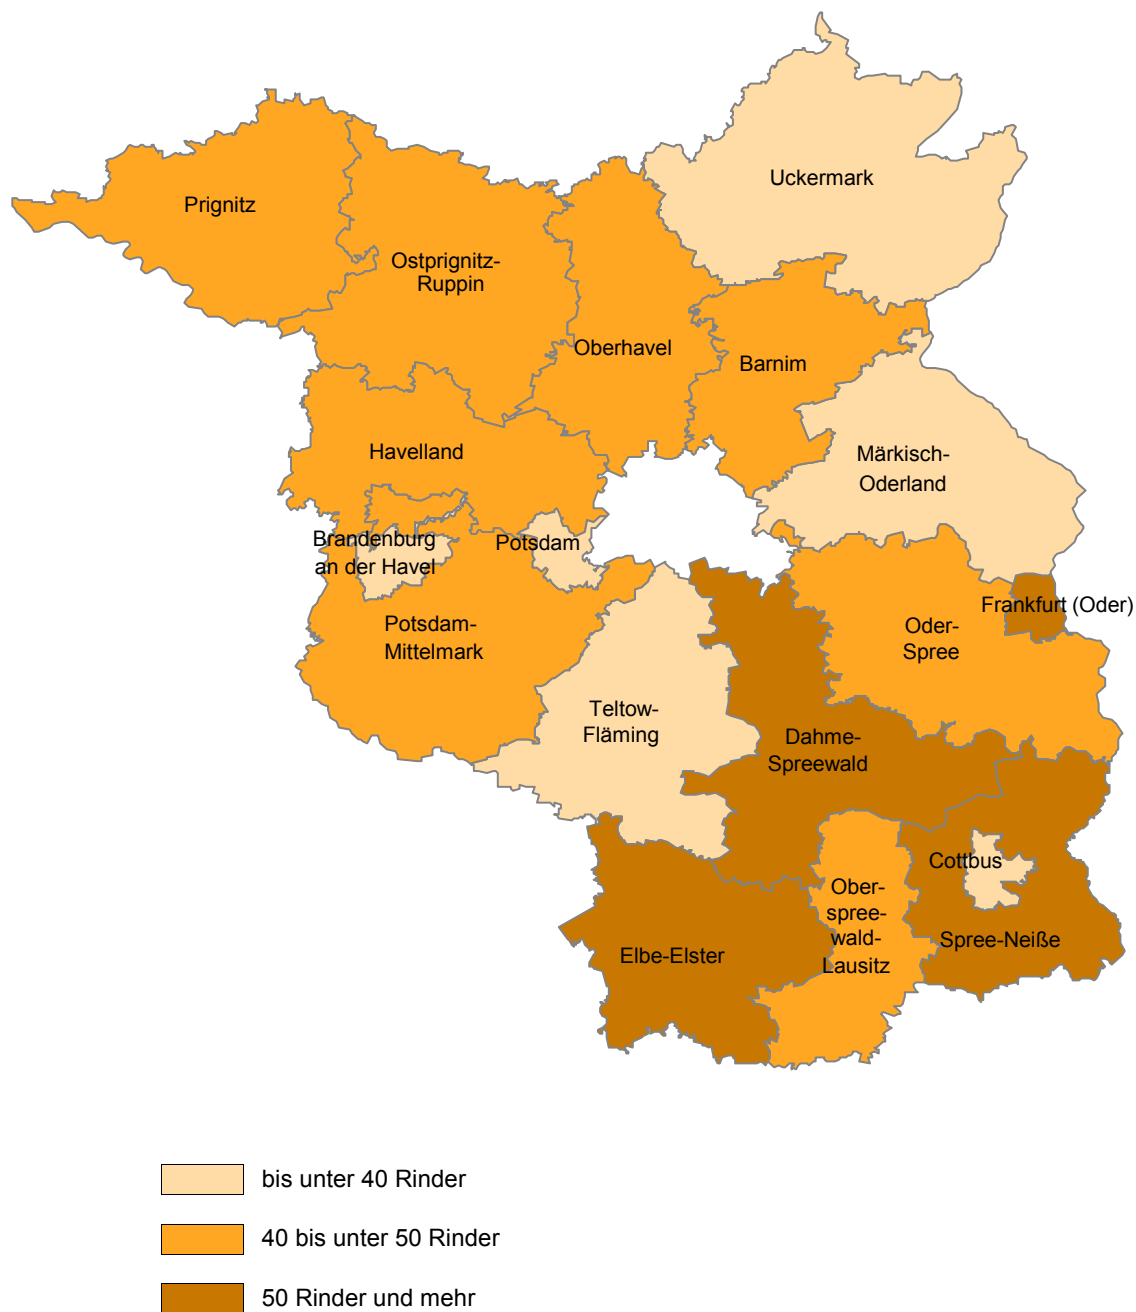 Uckermark
Prignitz
Ostprignitz-
Ruppin
Oberhavel
Barnim
Havelland
Märkisch-
Oderland
Brandenburg
an der Havel
Potsdam
Frankfurt (Oder)
Potsdam-
Mittelmark
Oder-
Spree
Teltow-
Fläming
Dahme-
Spreewald
Cottbus
Ober-
spree-
wald-
Lausitz
Spree-Neiße
Elbe-Elster
bis unter 40 Rinder
40 bis unter 50 Rinder
50 Rinder und mehr